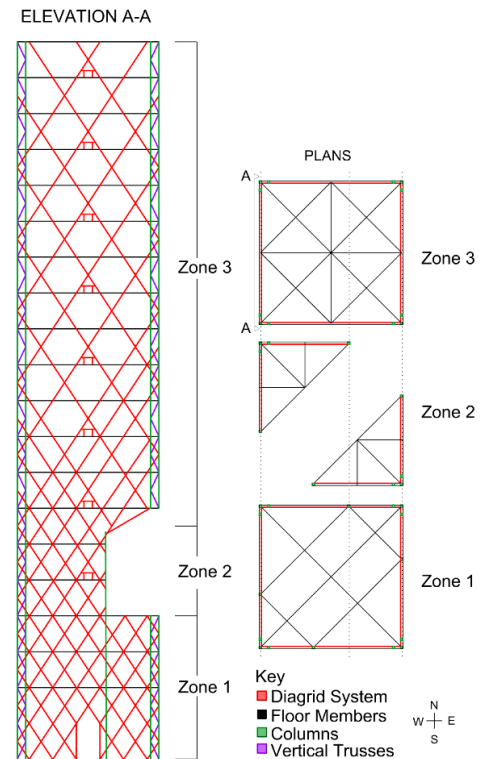 ELEVATION A-A
PLANS
A
Zone 3
Zone 3
A
Zone 2
Zone 2
Zone 1
Zone 1
Key
Diagrid System
Floor Members
Columns
Vertical Trusses
N
W E
S